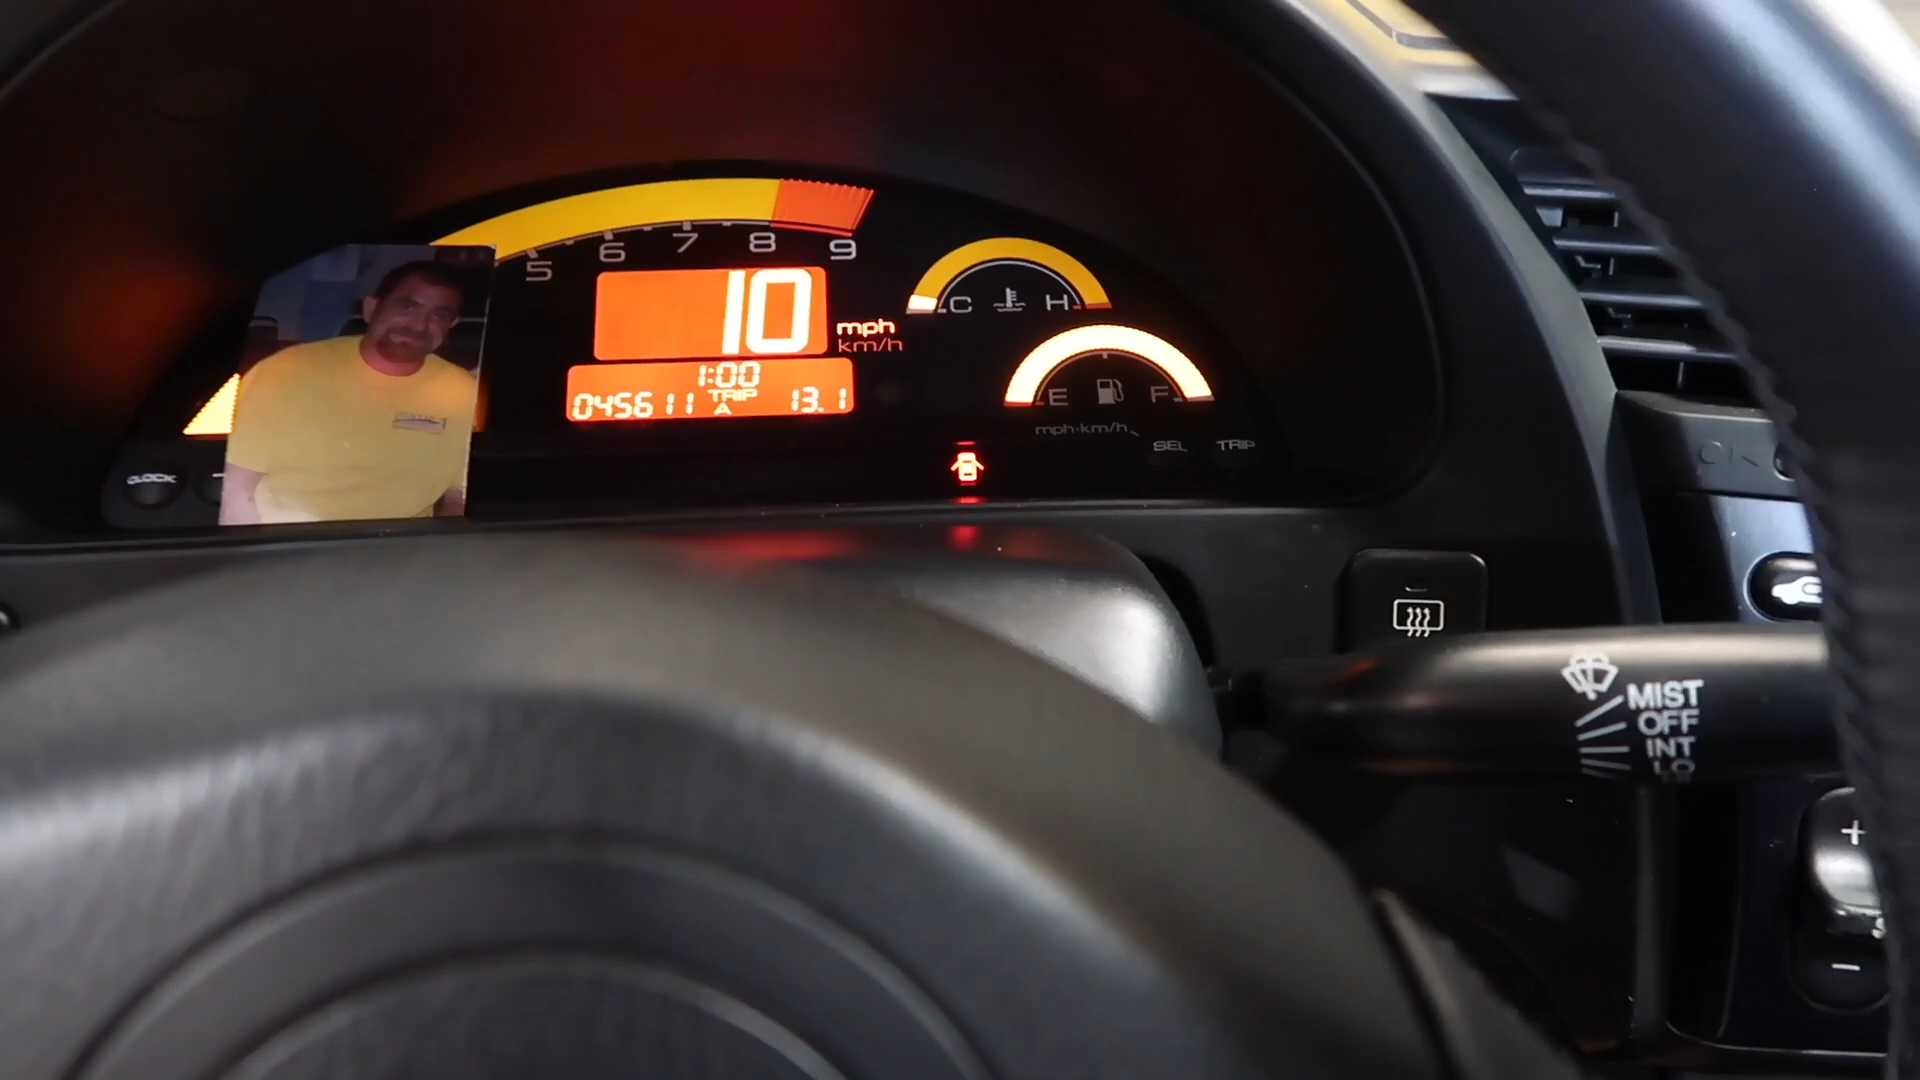 5 6 7 8 9
10
mph
km/h
C H
1:00
TRIP
045611 A 13.1
E F
mph·km/h
SEL TRIP
CLOCK
MIST
OFF
INT
LO
+
-